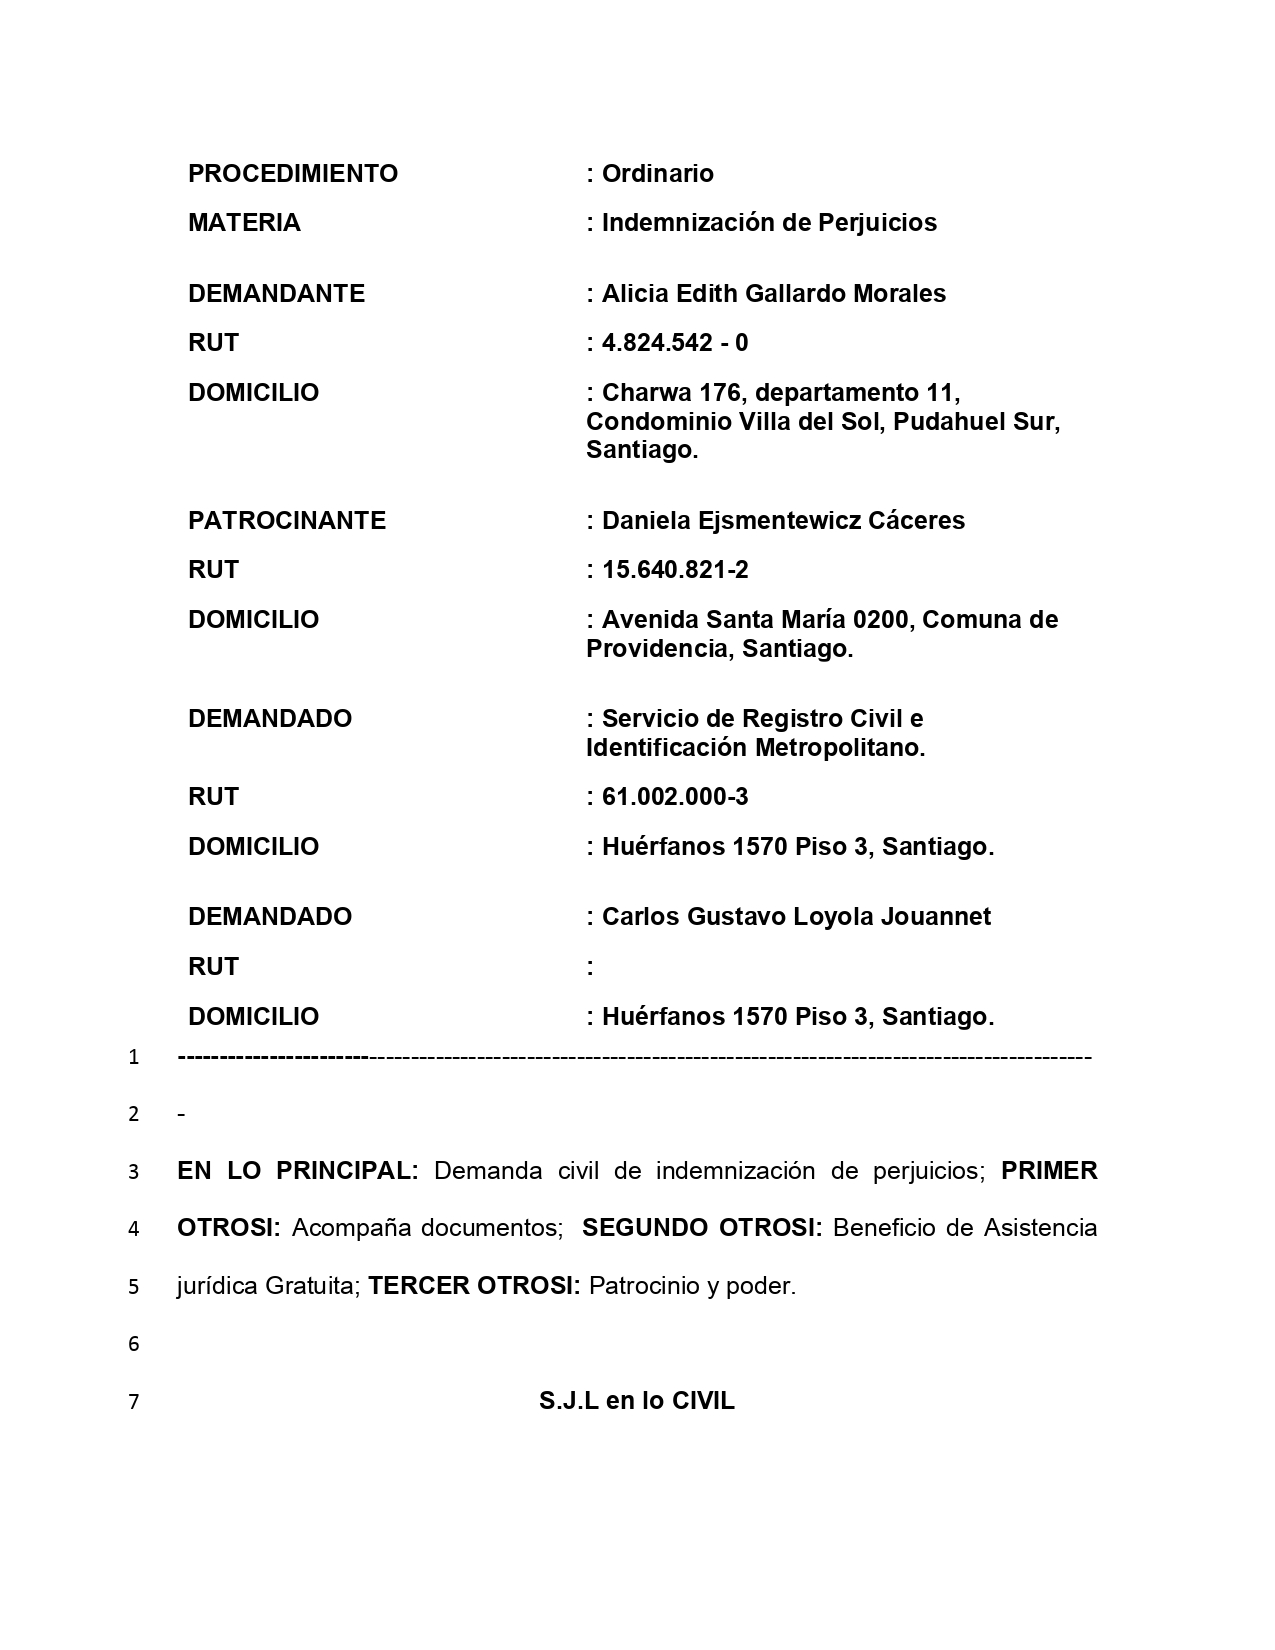 PROCEDIMIENTO : Ordinario
MATERIA : Indemnización de Perjuicios
DEMANDANTE : Alicia Edith Gallardo Morales
RUT : 4.824.542 - 0
DOMICILIO : Charwa 176, departamento 11,
Condominio Villa del Sol, Pudahuel Sur,
Santiago.
PATROCINANTE : Daniela Ejsmentewicz Cáceres
RUT : 15.640.821-2
DOMICILIO : Avenida Santa María 0200, Comuna de
Providencia, Santiago.
DEMANDADO : Servicio de Registro Civil e
Identificación Metropolitano.
RUT : 61.002.000-3
DOMICILIO : Huérfanos 1570 Piso 3, Santiago.
DEMANDADO : Carlos Gustavo Loyola Jouannet
RUT :
DOMICILIO : Huérfanos 1570 Piso 3, Santiago.
1 ---------------------------------------------------------------------------------------------------------------
2 -
3 EN LO PRINCIPAL: Demanda civil de indemnización de perjuicios; PRIMER
4 OTROSI: Acompaña documentos; SEGUNDO OTROSI: Beneficio de Asistencia
5 jurídica Gratuita; TERCER OTROSI: Patrocinio y poder.
6
7 S.J.L en lo CIVIL